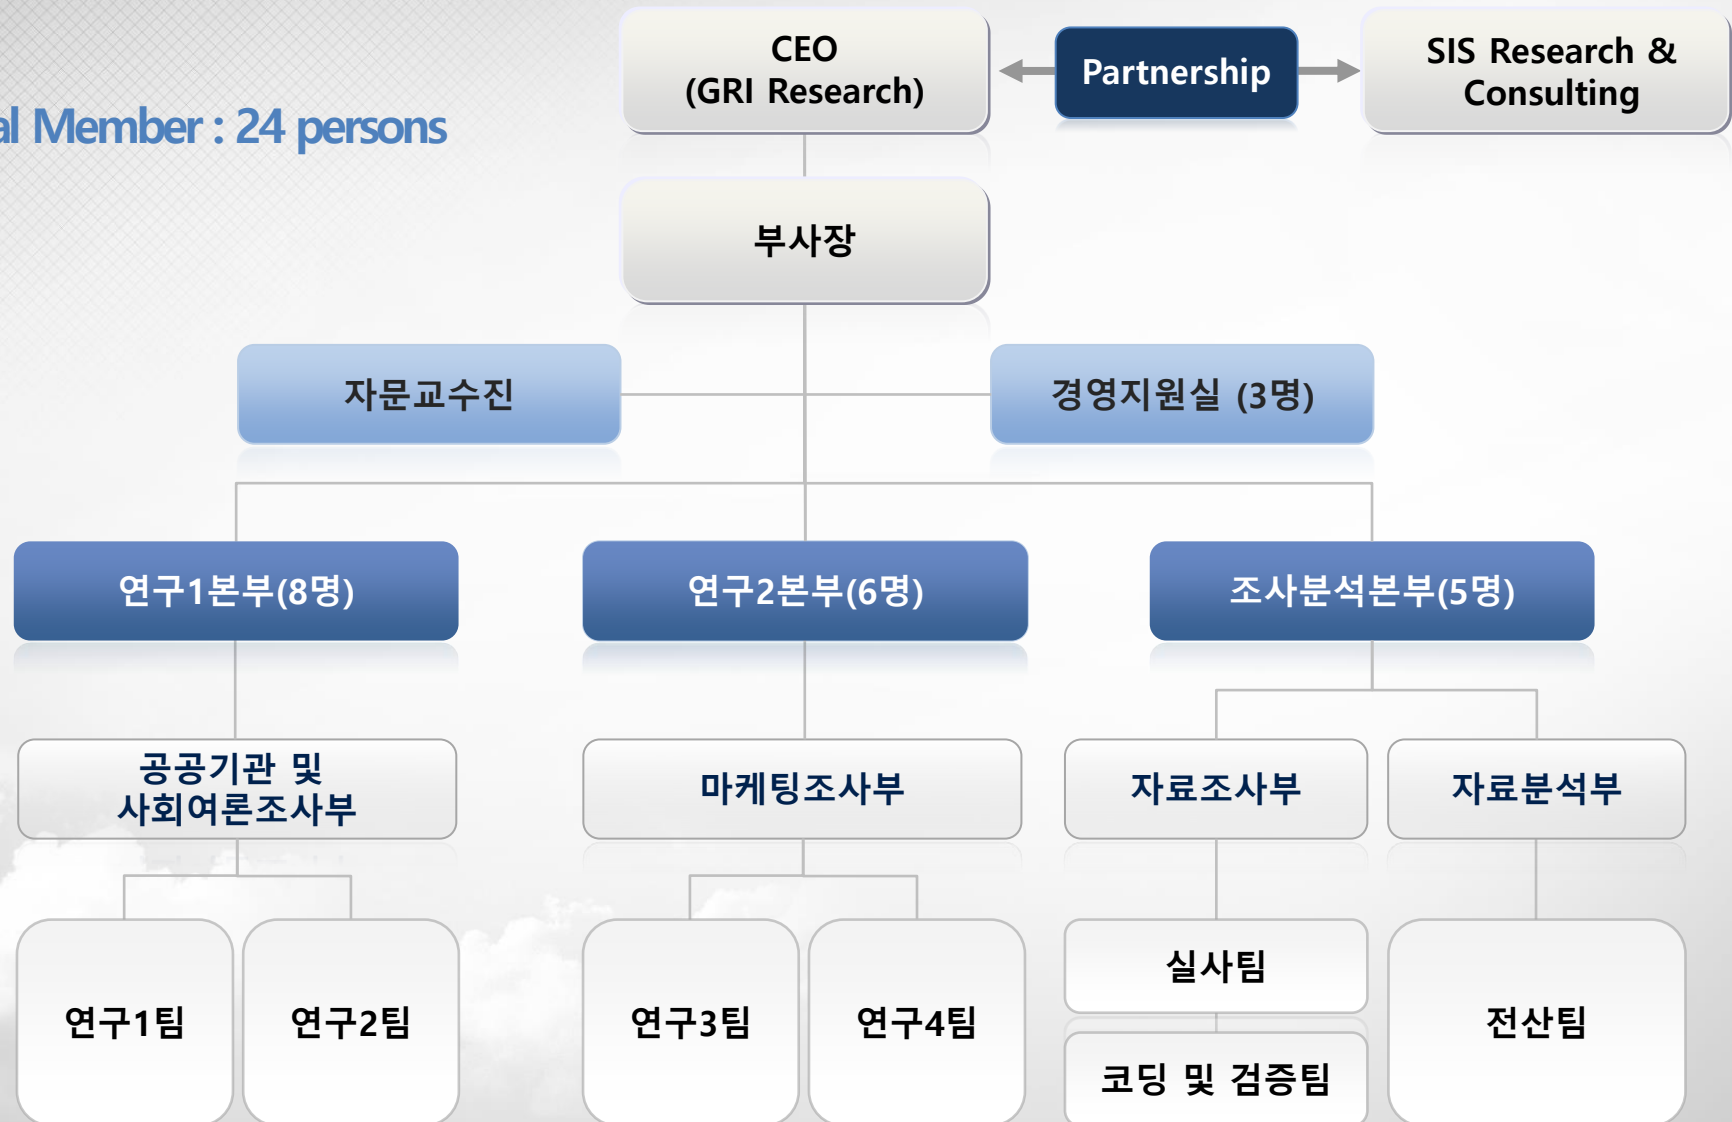 CEO
(GRI Research)
Partnership
SIS Research &
Consulting
Member : 24 persons
부사장
자문교수진
경영지원실 (3명)
연구1본부(8명)
연구2본부(6명)
조사분석본부(5명)
공공기관 및
사회여론조사부
마케팅조사부
자료조사부
자료분석부
연구1팀
연구2팀
연구3팀
연구4팀
실사팀
코딩 및 검증팀
전산팀